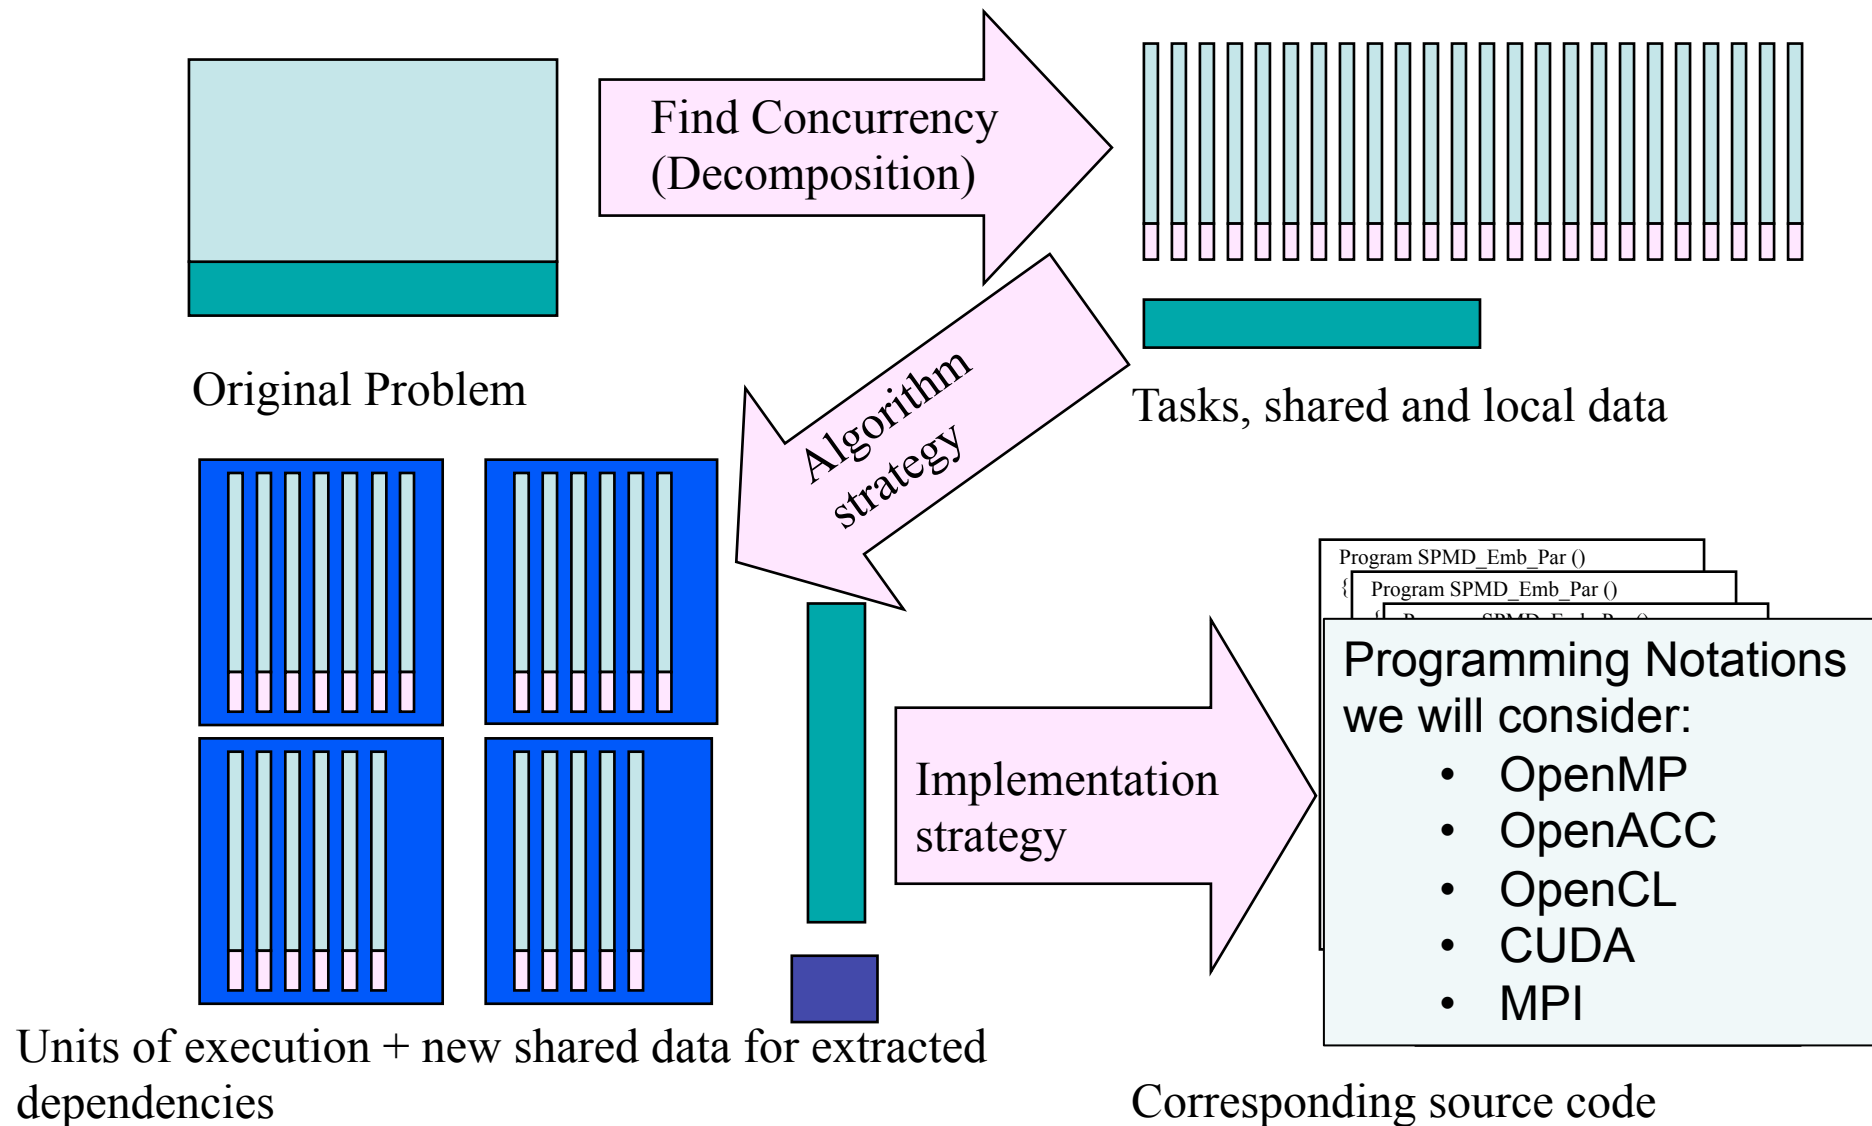 Find Concurrency
(Decomposition)
Original Problem
Tasks, shared and local data
Algorithm
strategy
Program SPMD_Emb_Par ()
{
Program SPMD_Emb_Par ()
Implementation
strategy
Programming Notations
we will consider:
• OpenMP
• OpenACC
• OpenCL
• CUDA
• MPI
Units of execution + new shared data for extracted
dependencies
Corresponding source code